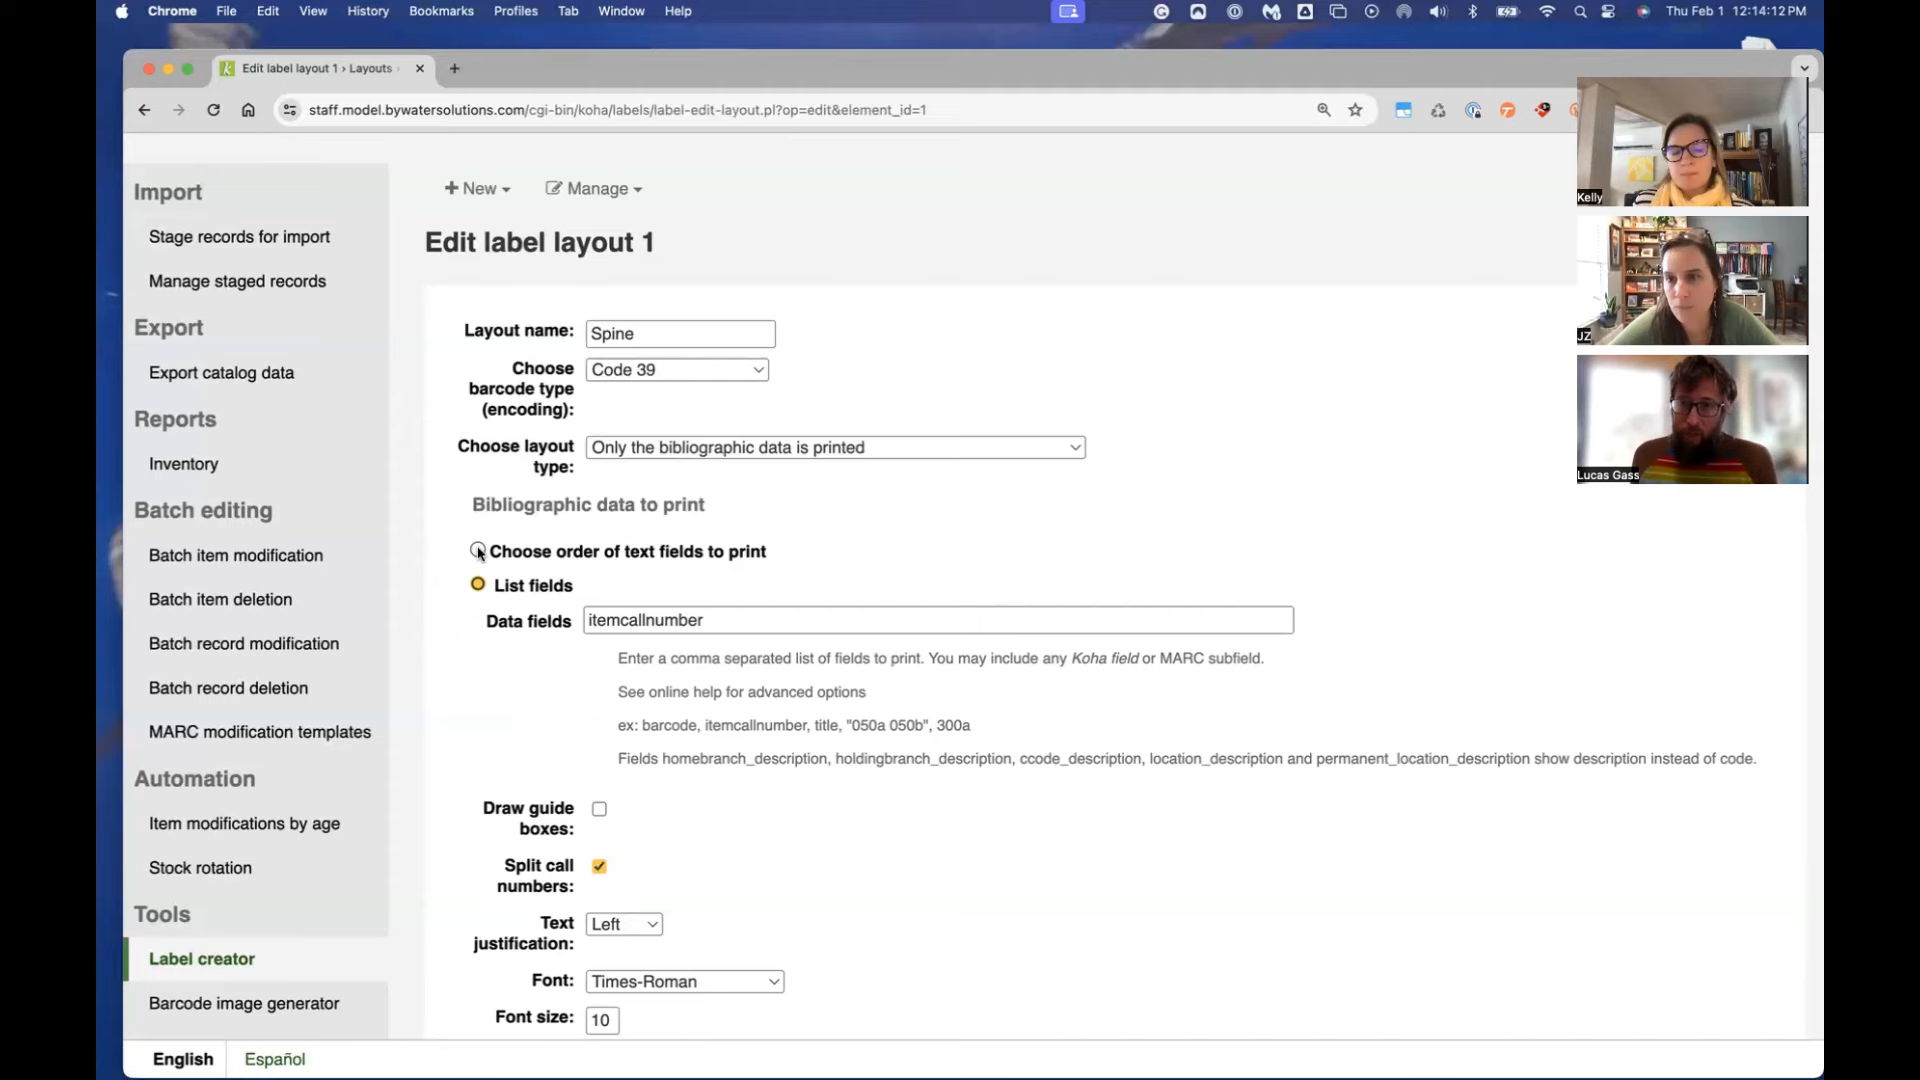 Chrome File Edit View History Bookmarks Profiles Tab Window Help
Thu Feb 1 12:14:12 PM
Edit label layout 1 › Layouts
staff.model.bywatersolutions.com/cgi-bin/koha/labels/label-edit-layout.pl?op=edit&element_id=1
Kelly
JZ
Lucas Gass
Import
Stage records for import
Manage staged records
Export
Export catalog data
Reports
Inventory
Batch editing
Batch item modification
Batch item deletion
Batch record modification
Batch record deletion
MARC modification templates
Automation
Item modifications by age
Stock rotation
Tools
Label creator
Barcode image generator
+ New Manage
Edit label layout 1
Layout name: Spine
Choose
barcode type
(encoding):
Code 39
Choose layout
type:
Only the bibliographic data is printed
Bibliographic data to print
Choose order of text fields to print
List fields
Data fields itemcallnumber
Enter a comma separated list of fields to print. You may include any Koha field or MARC subfield.
See online help for advanced options
ex: barcode, itemcallnumber, title, "050a 050b", 300a
Fields homebranch_description, holdingbranch_description, ccode_description, location_description and permanent_location_description show description instead of code.
Draw guide
boxes:
Split call
numbers:
Text
justification:
Left
Font: Times-Roman
Font size: 10
English Español